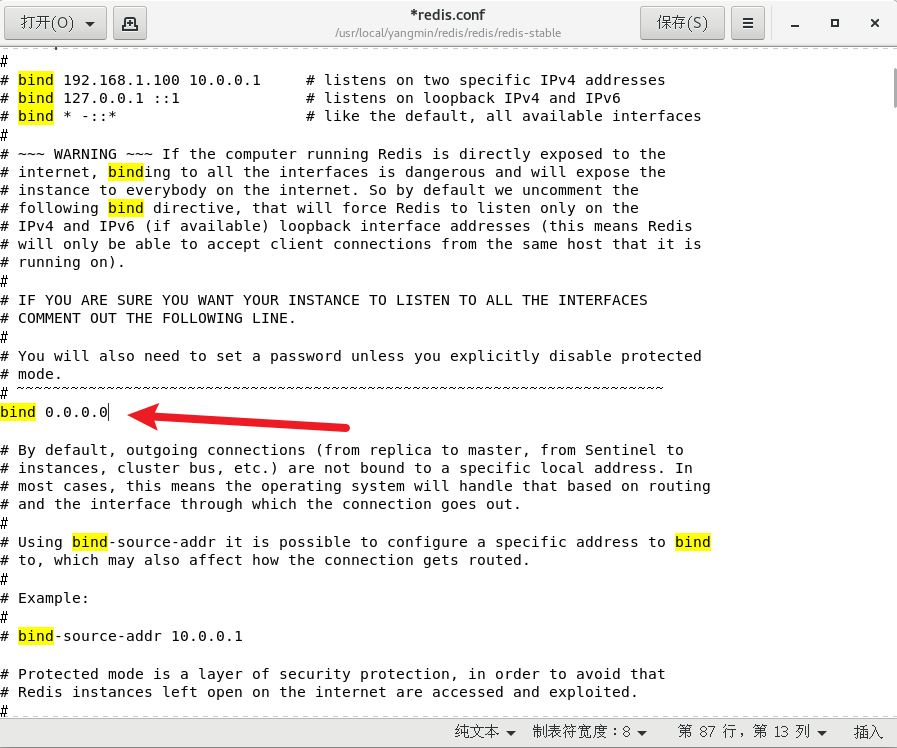 打开(O)
*redis.conf
/usr/local/yangmin/redis/redis/redis-stable
保存(S)
#
# bind 192.168.1.100 10.0.0.1     # listens on two specific IPv4 addresses
# bind 127.0.0.1 ::1              # listens on loopback IPv4 and IPv6
# bind * -::*                     # like the default, all available interfaces
#
# ~~~ WARNING ~~~ If the computer running Redis is directly exposed to the
# internet, binding to all the interfaces is dangerous and will expose the
# instance to everybody on the internet. So by default we uncomment the
# following bind directive, that will force Redis to listen only on the
# IPv4 and IPv6 (if available) loopback interface addresses (this means Redis
# will only be able to accept client connections from the same host that it is
# running on).
#
# IF YOU ARE SURE YOU WANT YOUR INSTANCE TO LISTEN TO ALL THE INTERFACES
# COMMENT OUT THE FOLLOWING LINE.
#
# You will also need to set a password unless you explicitly disable protected
# mode.
# ~~~~~~~~~~~~~~~~~~~~~~~~~~~~~~~~~~~~~~~~~~~~~~~~~~~~~~~~~~~~~~~~~~~~~~~~
bind 0.0.0.0
# By default, outgoing connections (from replica to master, from Sentinel to
# instances, cluster bus, etc.) are not bound to a specific local address. In
# most cases, this means the operating system will handle that based on routing
# and the interface through which the connection goes out.
#
# Using bind-source-addr it is possible to configure a specific address to bind
# to, which may also affect how the connection gets routed.
#
# Example:
#
# bind-source-addr 10.0.0.1
# Protected mode is a layer of security protection, in order to avoid that
# Redis instances left open on the internet are accessed and exploited.
#
纯文本 制表符宽度：8 第 87 行，第 13 列 插入